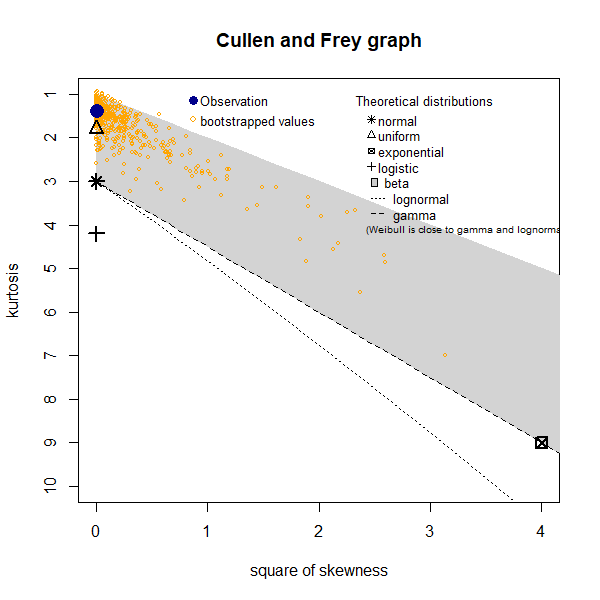 Cullen and Frey graph
Observation
bootstrapped values
Theoretical distributions
normal
uniform
exponential
logistic
beta
lognormal
gamma
(Weibull is close to gamma and lognorma
kurtosis
1
2
3
4
5
6
7
8
9
10
0
1
2
3
4
square of skewness